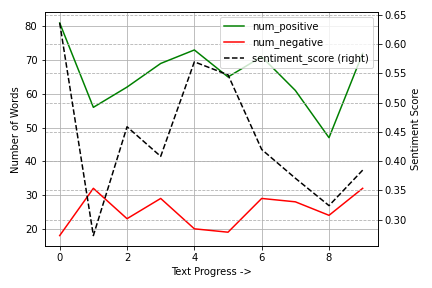 num_positive
num_negative
sentiment_score (right)
Number of Words
80
70
60
50
40
30
20
0.65
0.60
0.55
0.50
0.45
0.40
0.35
0.30
Sentiment Score
0 2 4 6 8
Text Progress ->